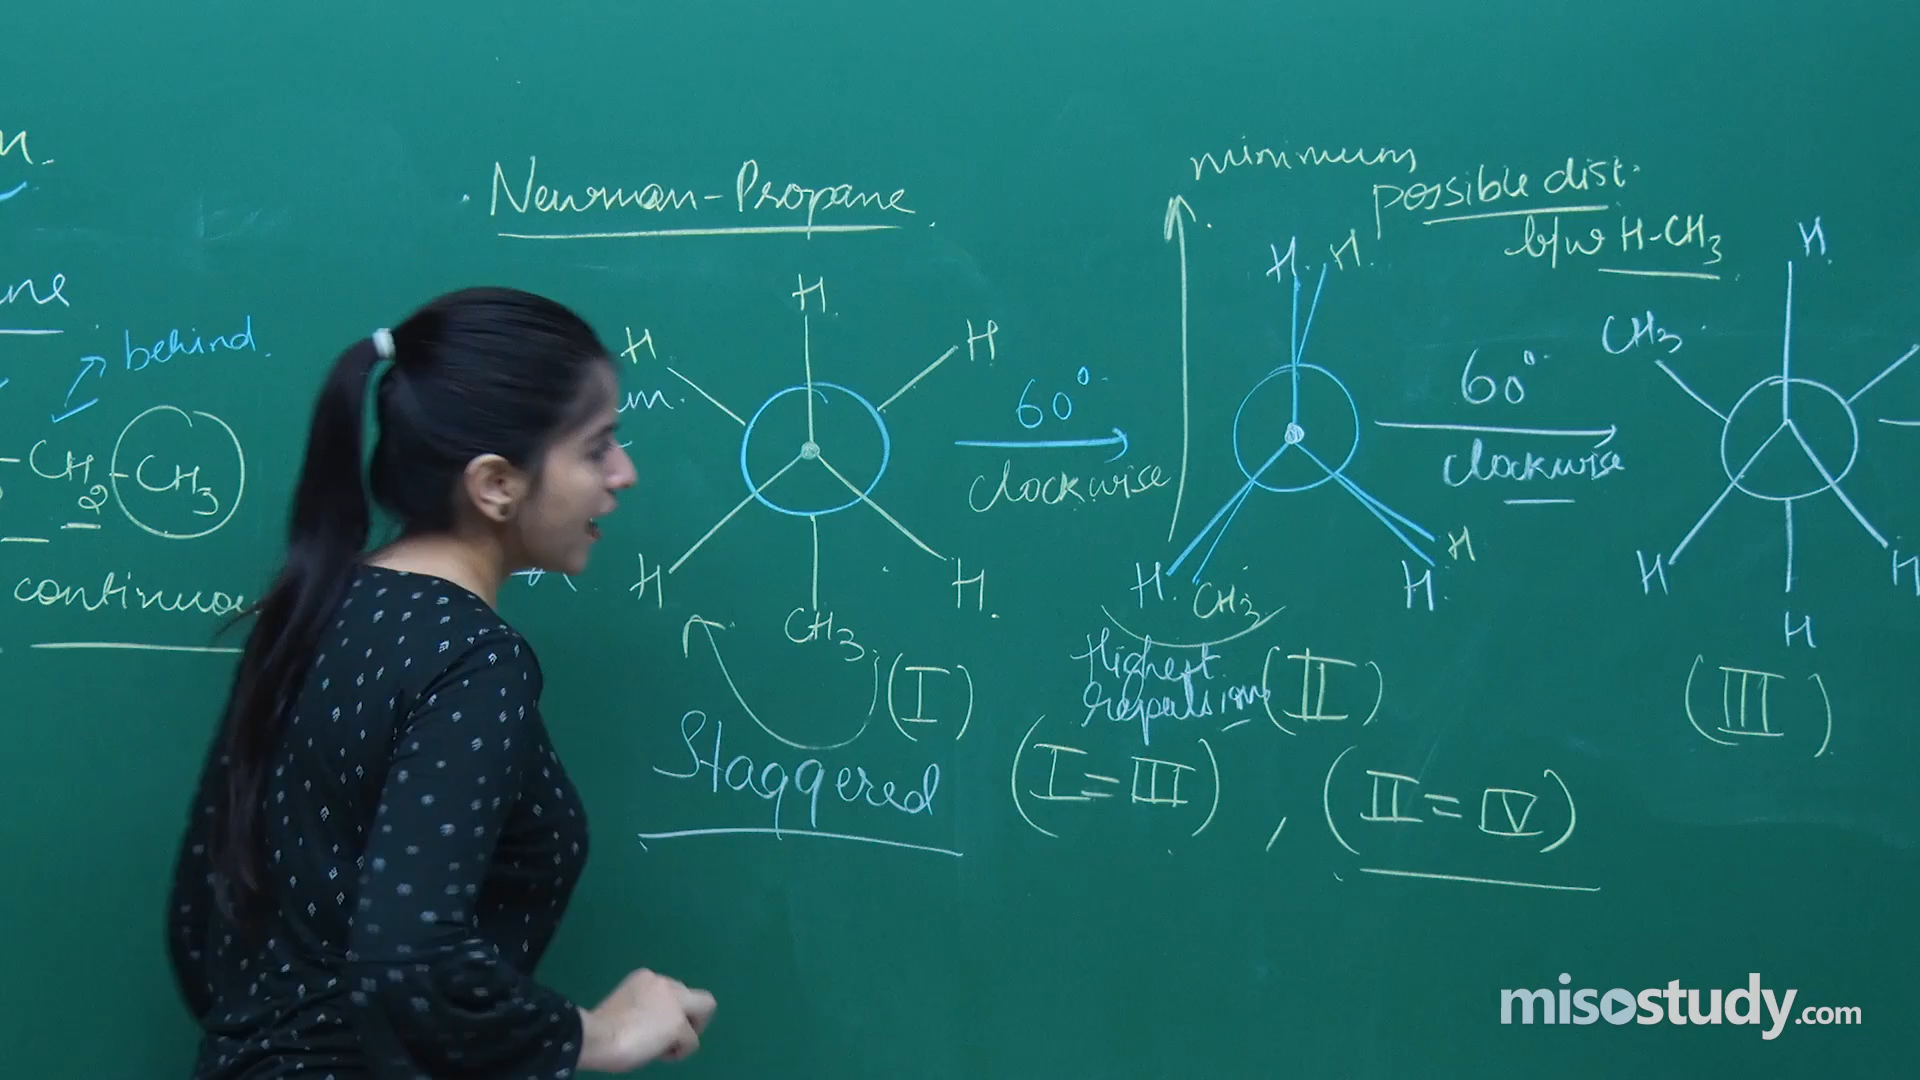 behind.
CH2-CH3
continuo
Newman-Propane
H
H
H
H
H
CH3
(I)
Staggered
60°
clockwise
minimum
possible dist.
b/w H-CH3
H. H.
H.
CH3
H
H
Highest
repulsion
(II)
(I=III), (II=IV)
60°
clockwise
CH3
H
H
H
H
(III)
misostudy.com